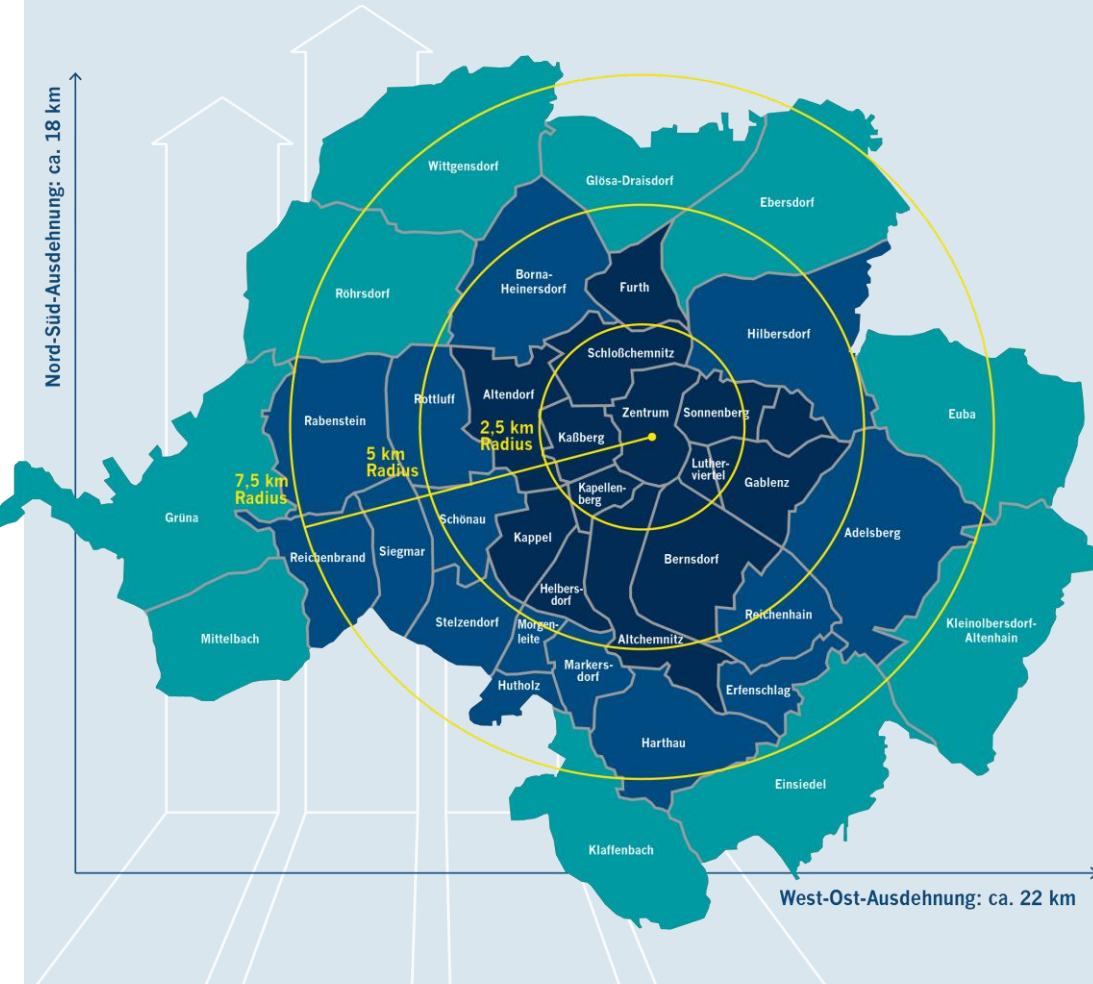 Nord-Süd-Ausdehnung: ca. 18 km
Wittgensdorf
Glösa-Draisdorf
Ebersdorf
Röhrsdorf
Borna-
Heinersdorf
Furth
Hilbersdorf
Schloßchemnitz
Rabenstein
Rottluff
Altendorf
Zentrum
Sonnenberg
Euba
2,5 km
Radius
Kaßberg
5 km
Radius
Luther-
viertel
Gablenz
7,5 km
Radius
Kapellen-
berg
Grüna
Schönau
Kappel
Adelsberg
Reichenbrand
Siegmar
Bernsdorf
Helbers-
dorf
Reichenhain
Mittelbach
Stelzendorf
Morgen-
leite
Altchemnitz
Kleinolbersdorf-
Altenhain
Markers-
dorf
Hutholz
Erfenschlag
Harthau
Einsiedel
Klaffenbach
West-Ost-Ausdehnung: ca. 22 km